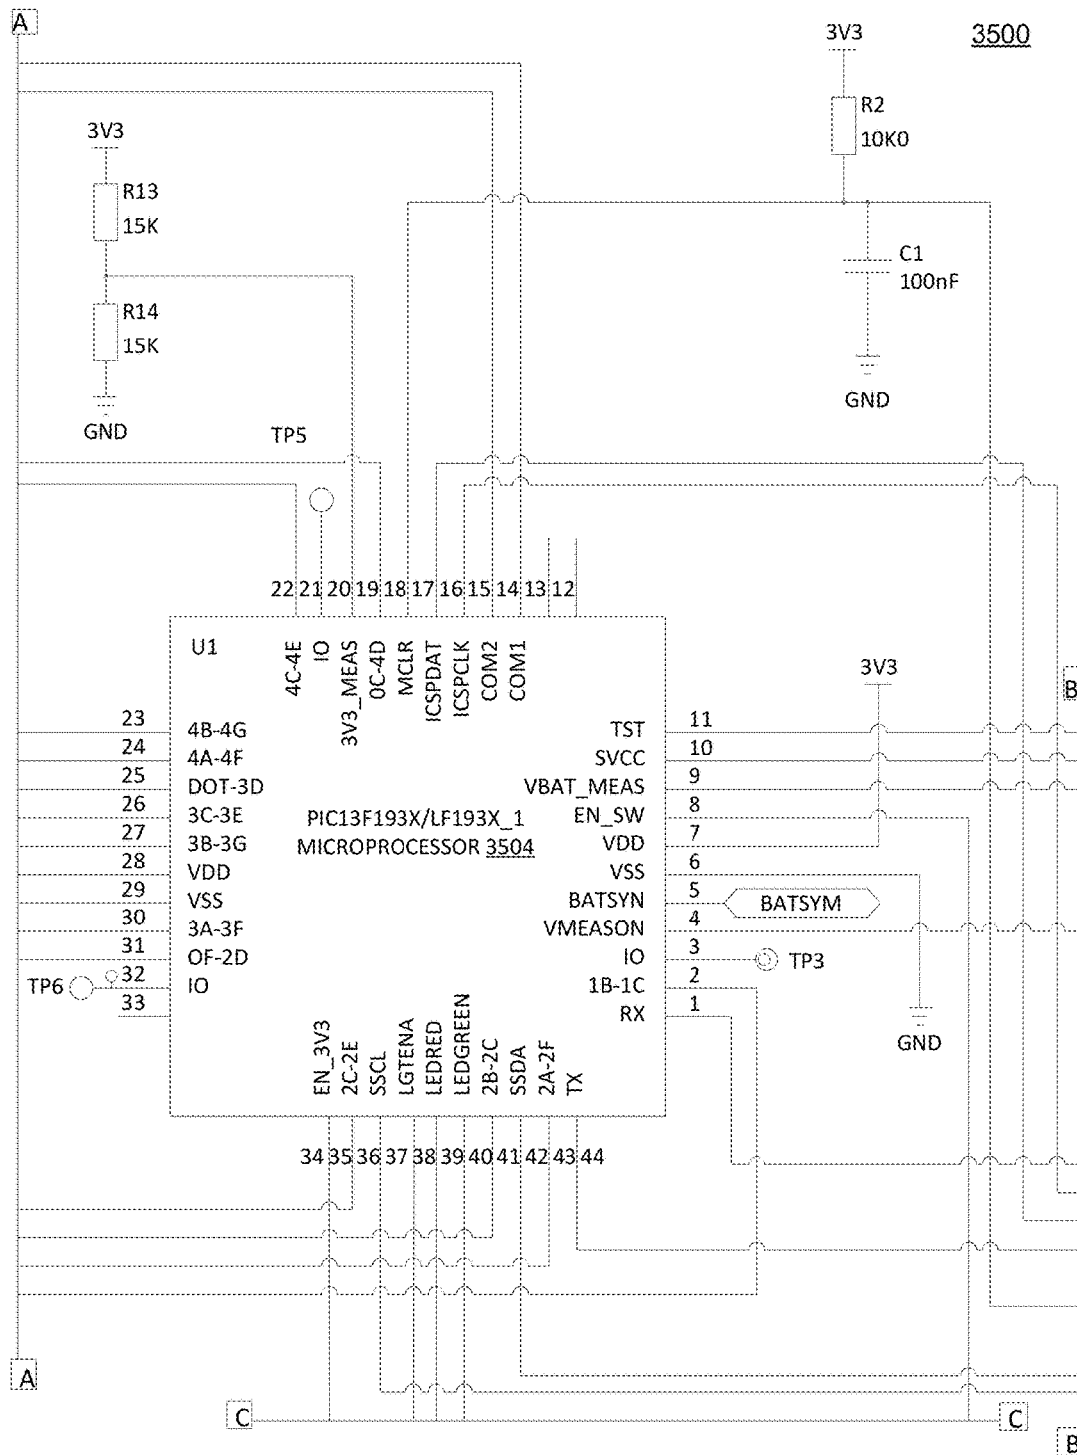 A
3500
3V3
R2
10K0
3V3
R13
15K
C1
100nF
R14
15K
GND
GND
TP5
22 21 20 19 18 17 16 15 14 13 12
U1
4C-4E
IO
3V3_MEAS
0C-4D
MCLR
ICSPDAT
ICSPCLK
COM2
COM1
3V3
B
23 4B-4G
24 4A-4F
25 DOT-3D
26 3C-3E
27 3B-3G
28 VDD
29 VSS
30 3A-3F
31 OF-2D
TP6 32 IO
33
PIC13F193X/LF193X_1
MICROPROCESSOR 3504
TST 11
SVCC 10
VBAT_MEAS 9
EN_SW 8
VDD 7
VSS 6
BATSYN 5 BATSYM
VMEASON 4
IO 3 TP3
1B-1C 2
RX 1
GND
EN_3V3
2C-2E
SSCL
LGTENA
LEDRED
LEDGREEN
2B-2C
SSDA
2A-2F
TX
34 35 36 37 38 39 40 41 42 43 44
A
C
C
B